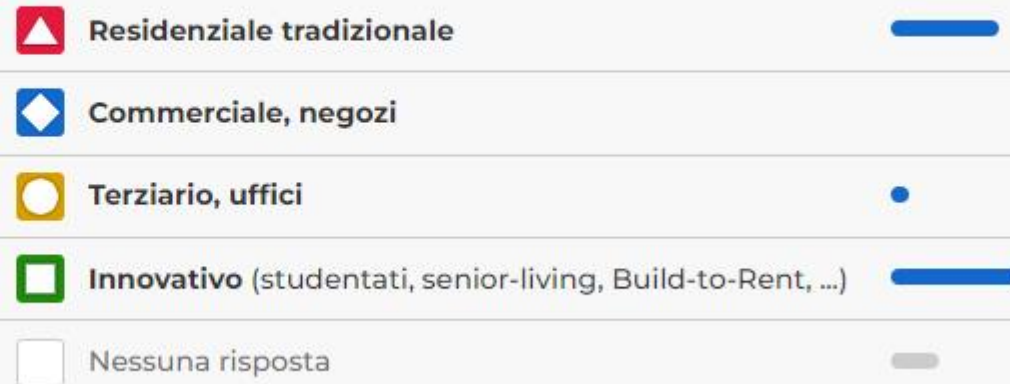 Residenziale tradizionale
Commerciale, negozi
Terziario, uffici
Innovativo (studentati, senior-living, Build-to-Rent, ...)
Nessuna risposta